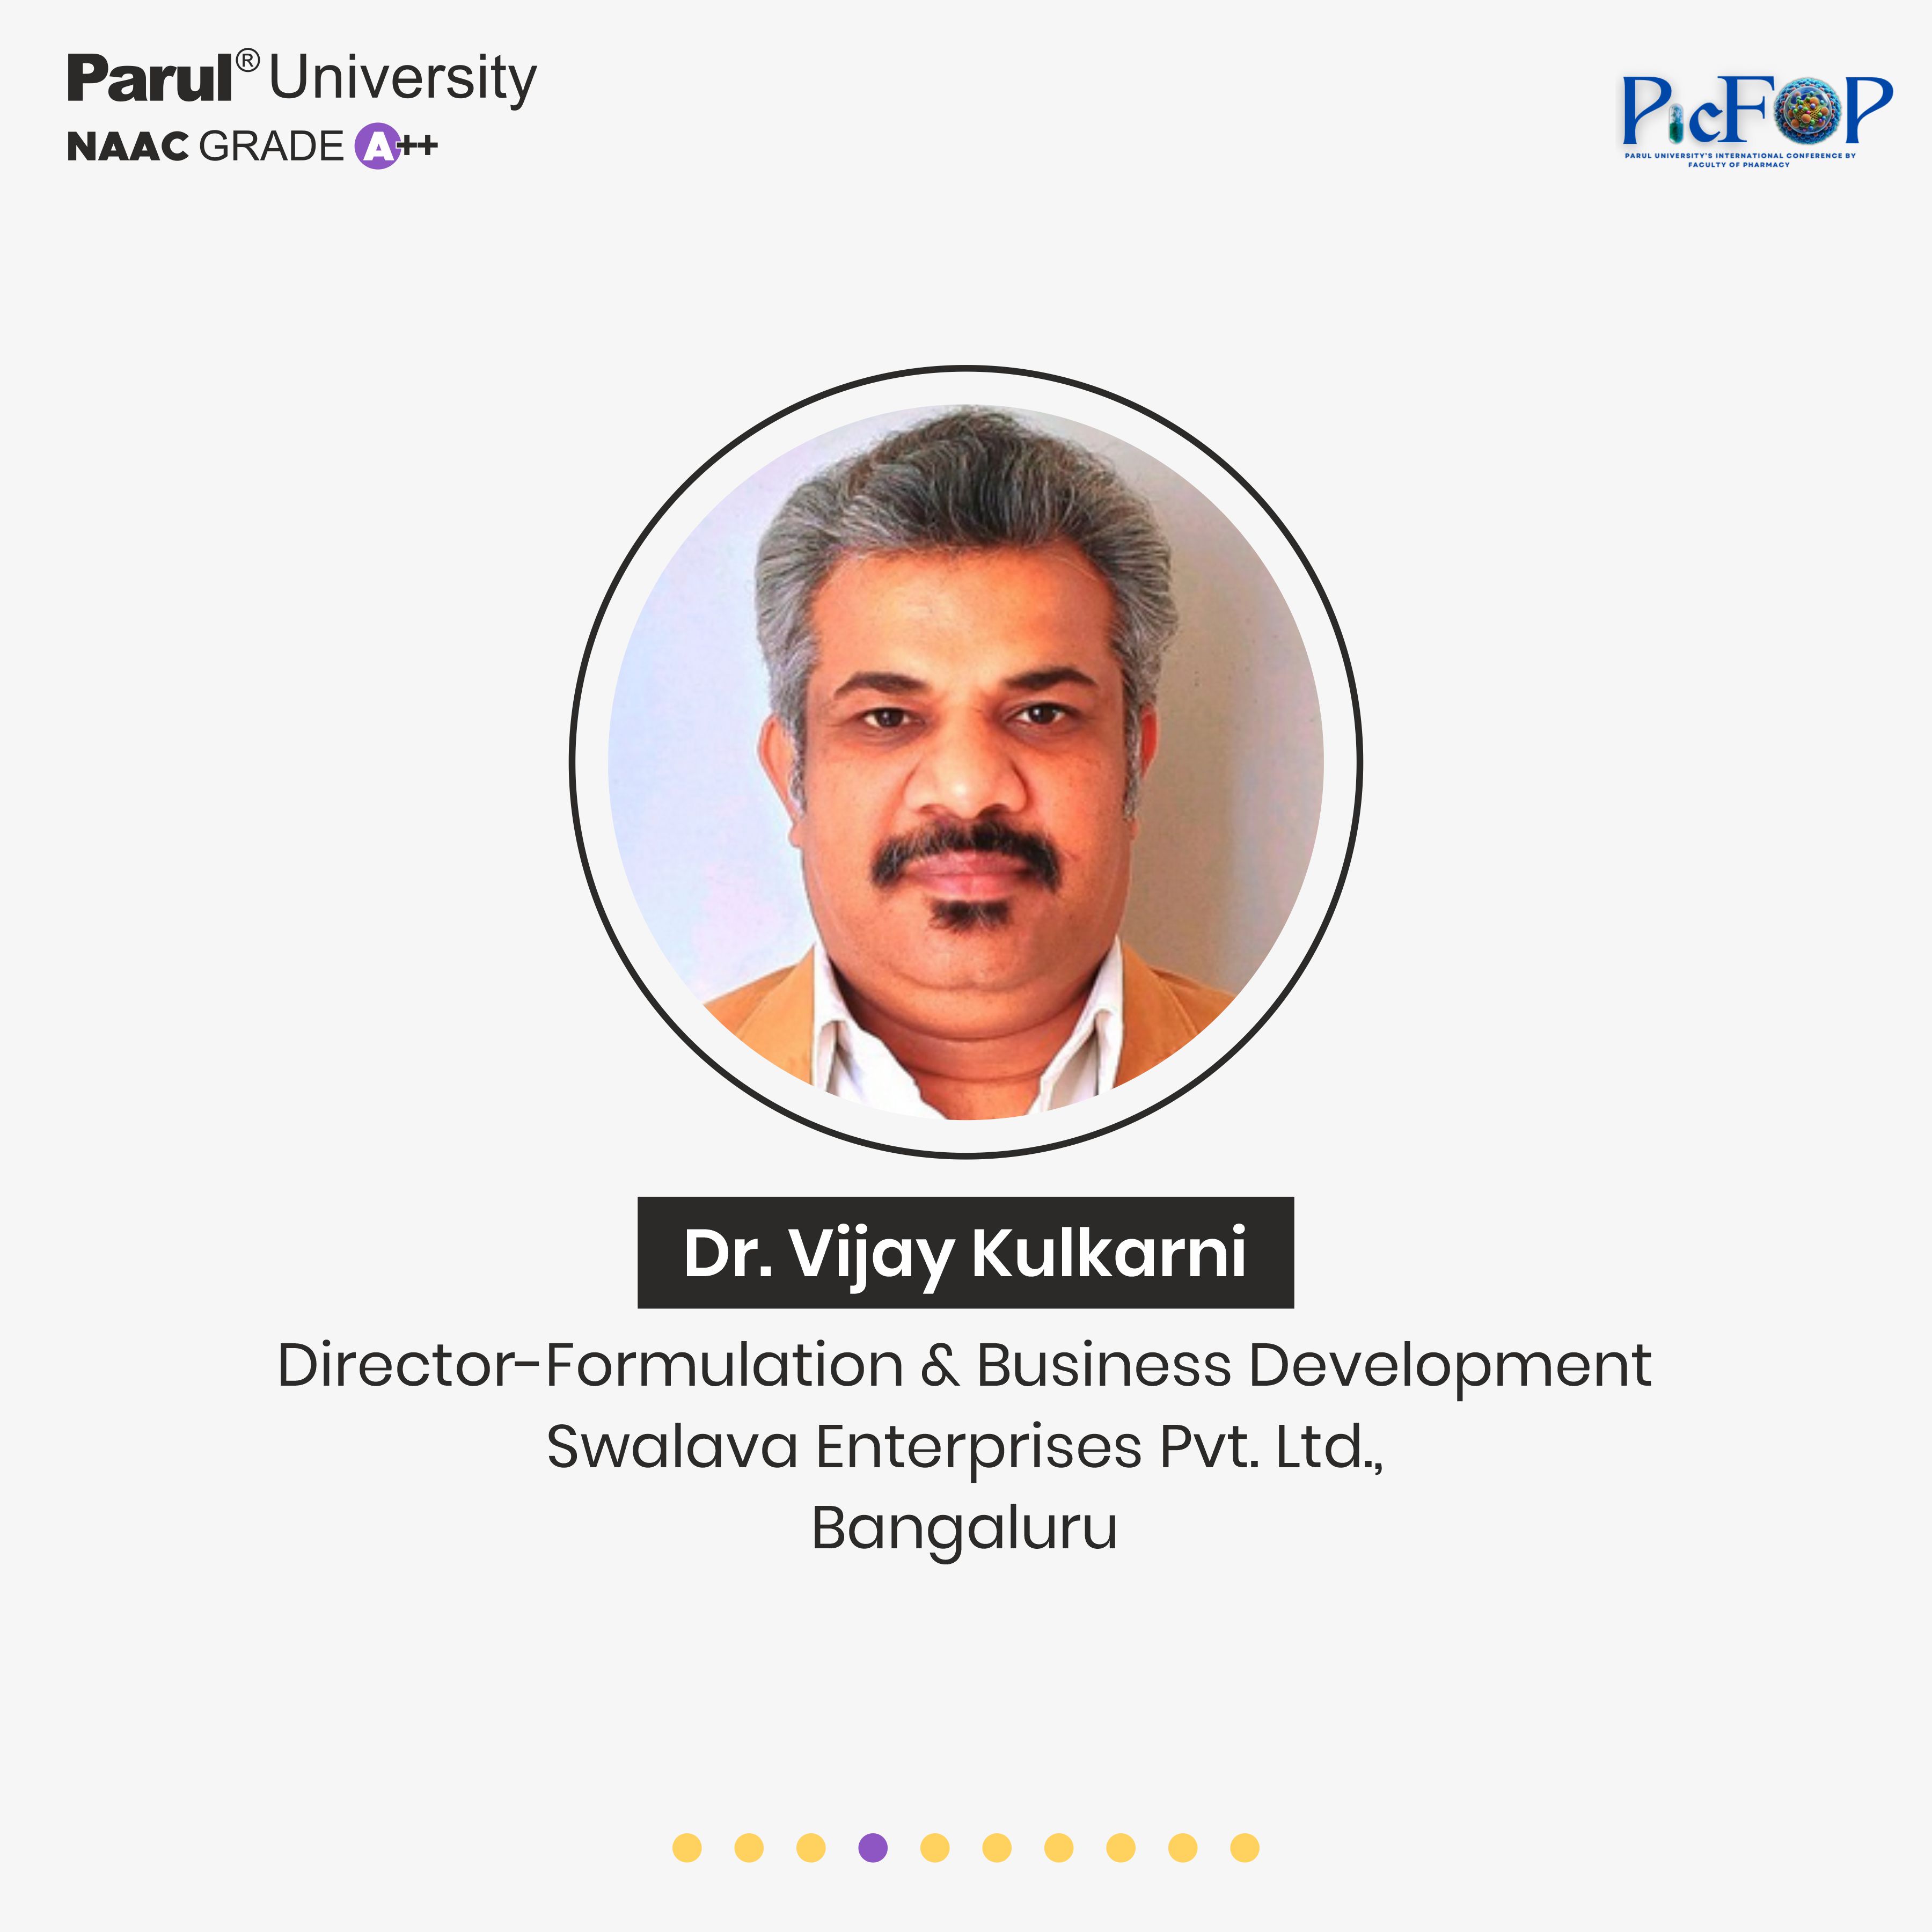 Parul® University
NAAC GRADE A++
PicFOP
PARUL UNIVERSITY'S INTERNATIONAL CONFERENCE BY
FACULTY OF PHARMACY
Dr. Vijay Kulkarni
Director-Formulation & Business Development
Swalava Enterprises Pvt. Ltd.,
Bangaluru